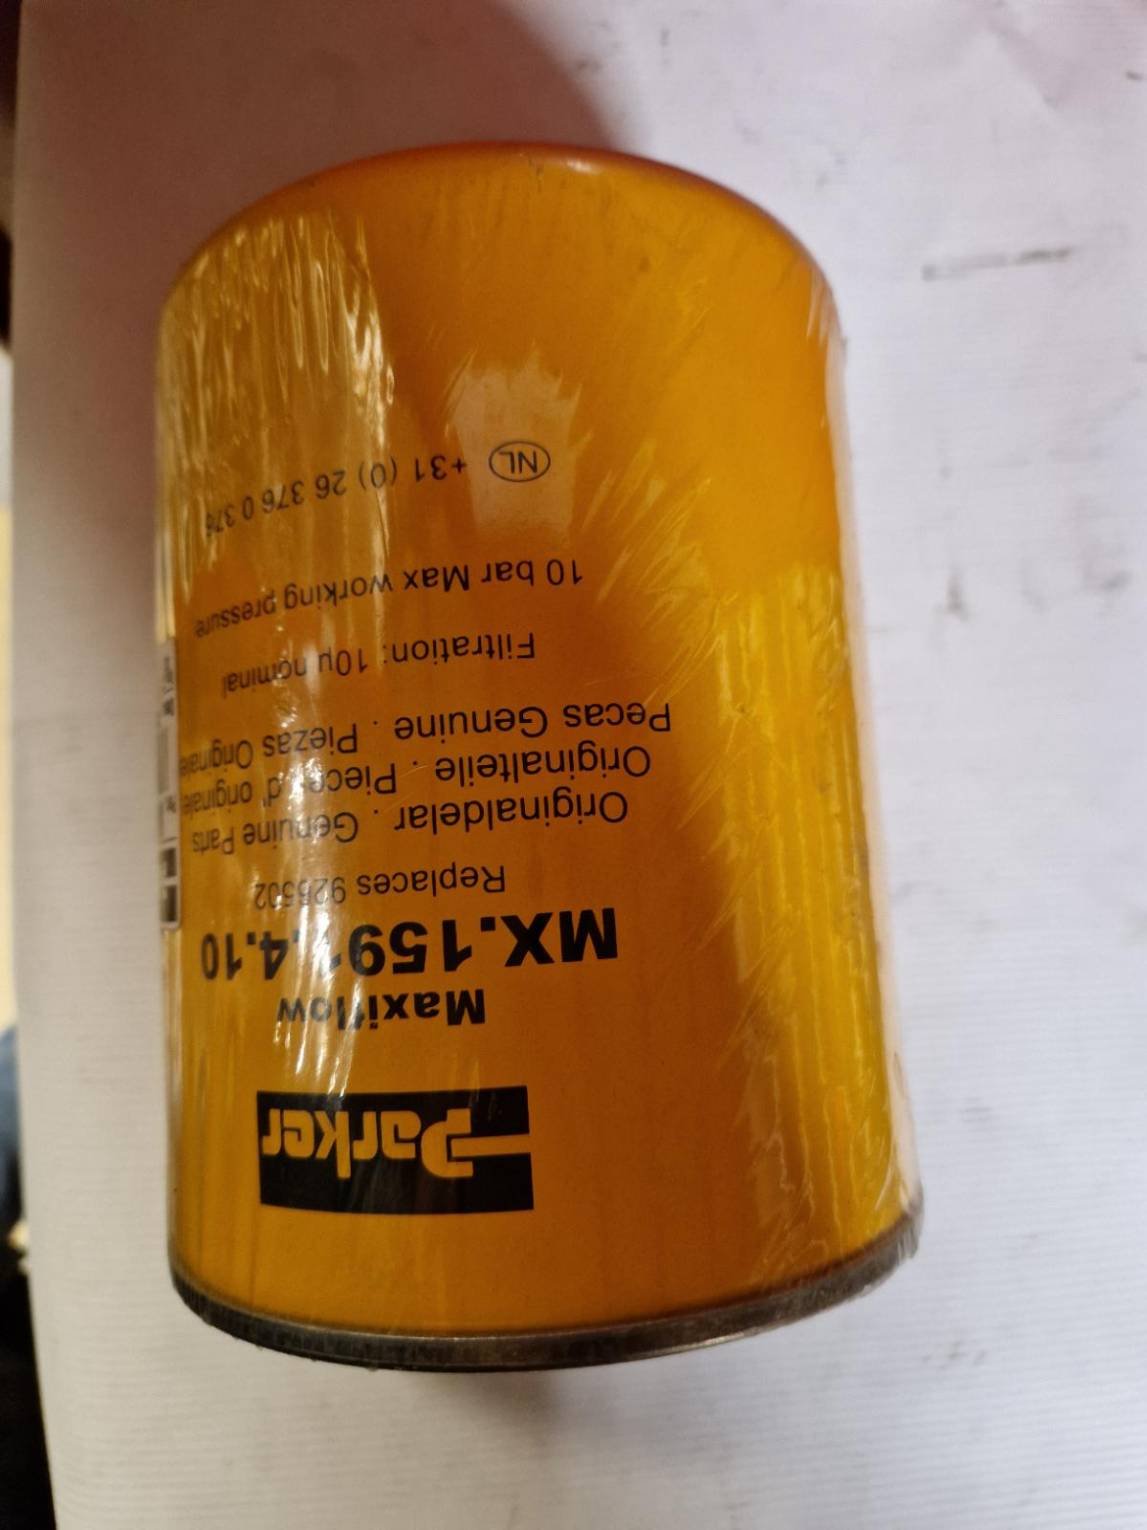 Parker
Maxiflow
MX.1591.4.10
Replaces 926502
Originaldelar . Genuine Parts
Originalteile . Pieces d' originale
Pecas Genuine . Piezas Originale
Filtration: 10µ nominal
10 bar Max working pressure
NL +31 (0) 26 376 0 376